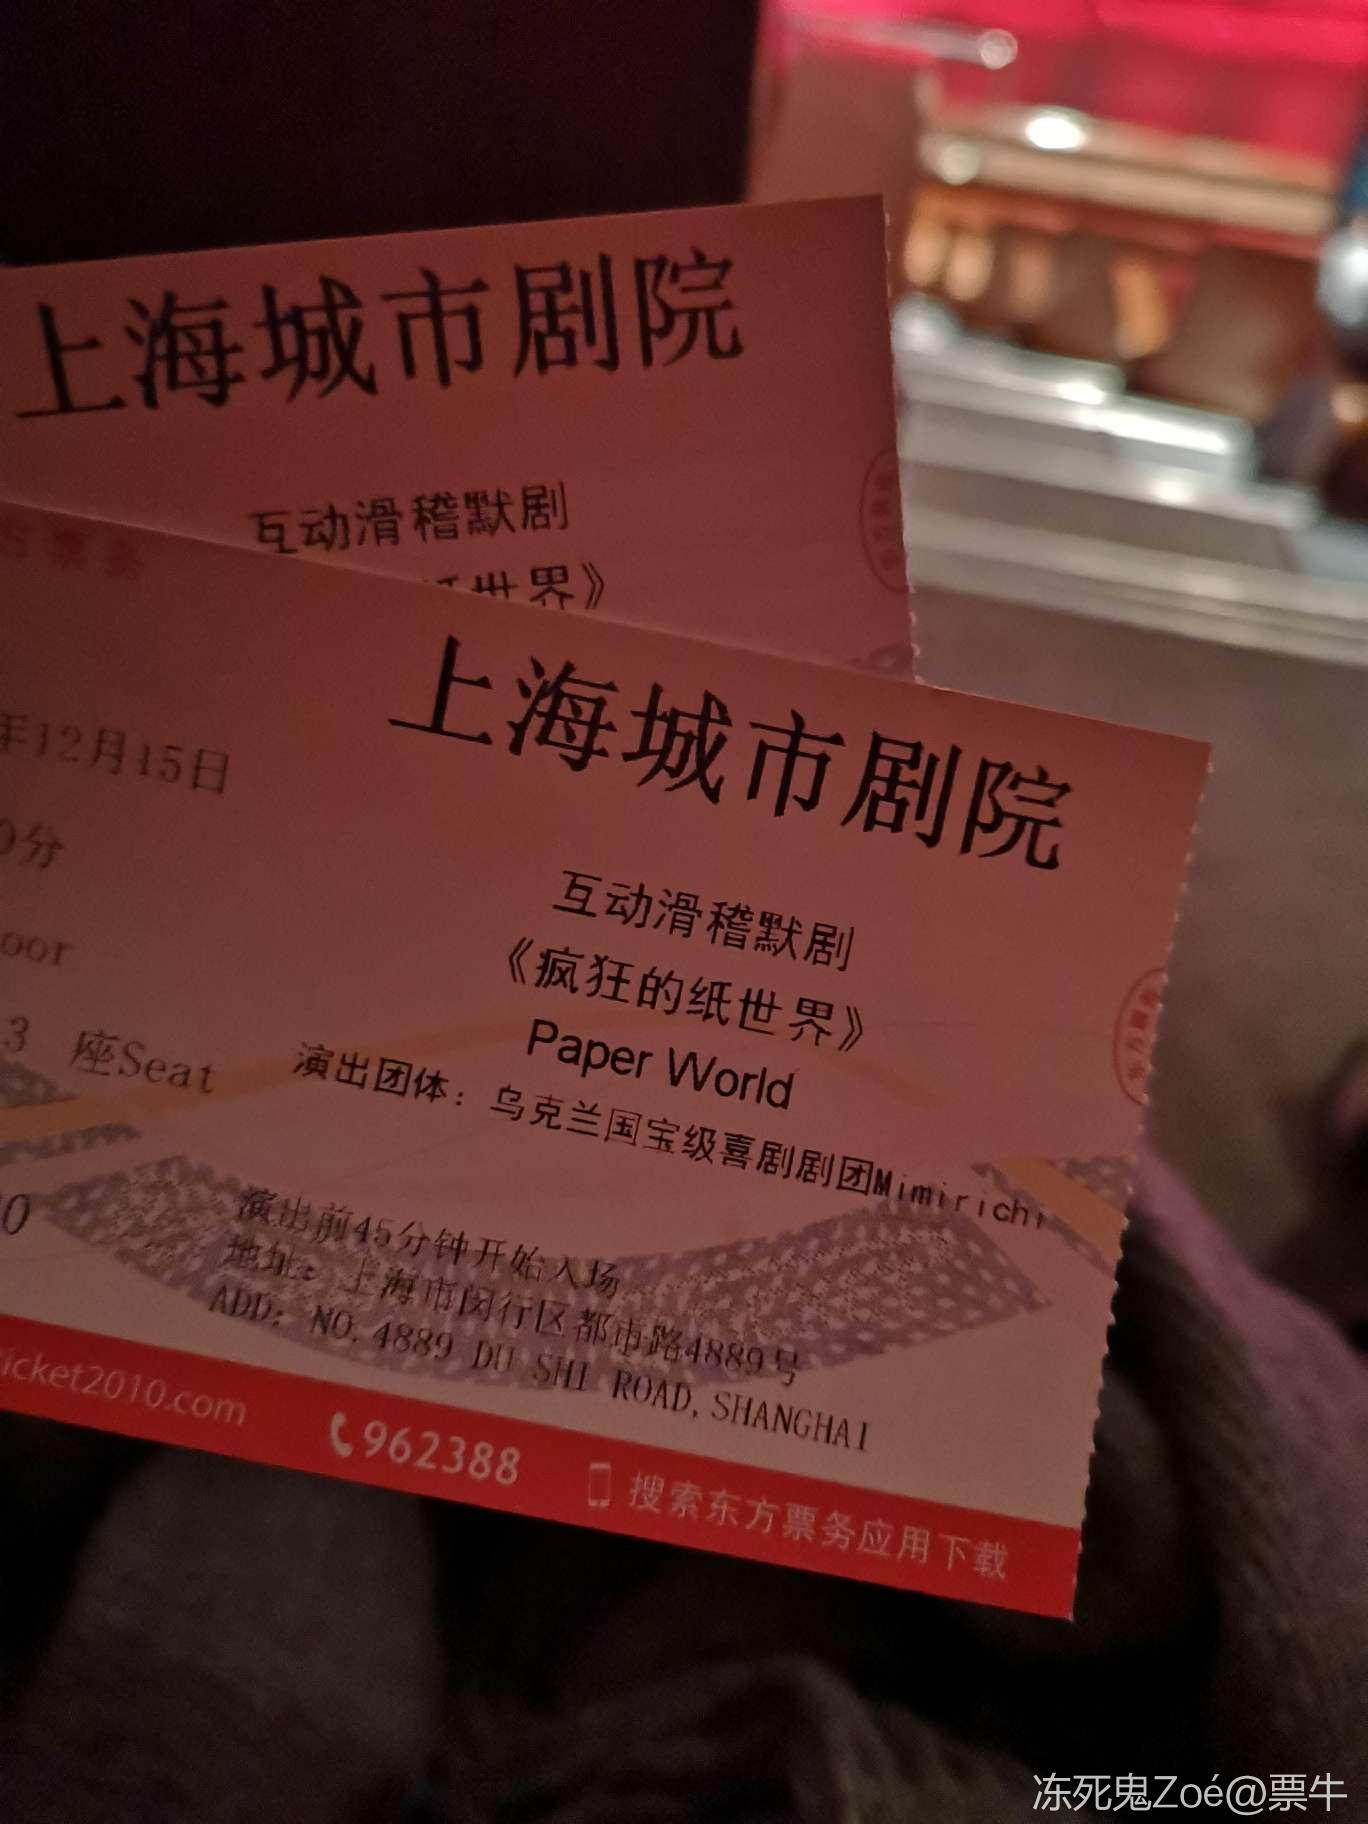 上海城市剧院
互动滑稽默剧
纸世界》
上海城市剧院
年12月15日
0分
oor
3 座Seat
互动滑稽默剧
《疯狂的纸世界》
Paper World
演出团体：乌克兰国宝级喜剧剧团Mimirichi
演出前45分钟开始入场
地址：上海市闵行区都市路4889号
ADD: NO.4889 DU SHI ROAD, SHANGHAI
icket2010.com
962388
搜索东方票务应用下载
冻死鬼Zoé@票牛